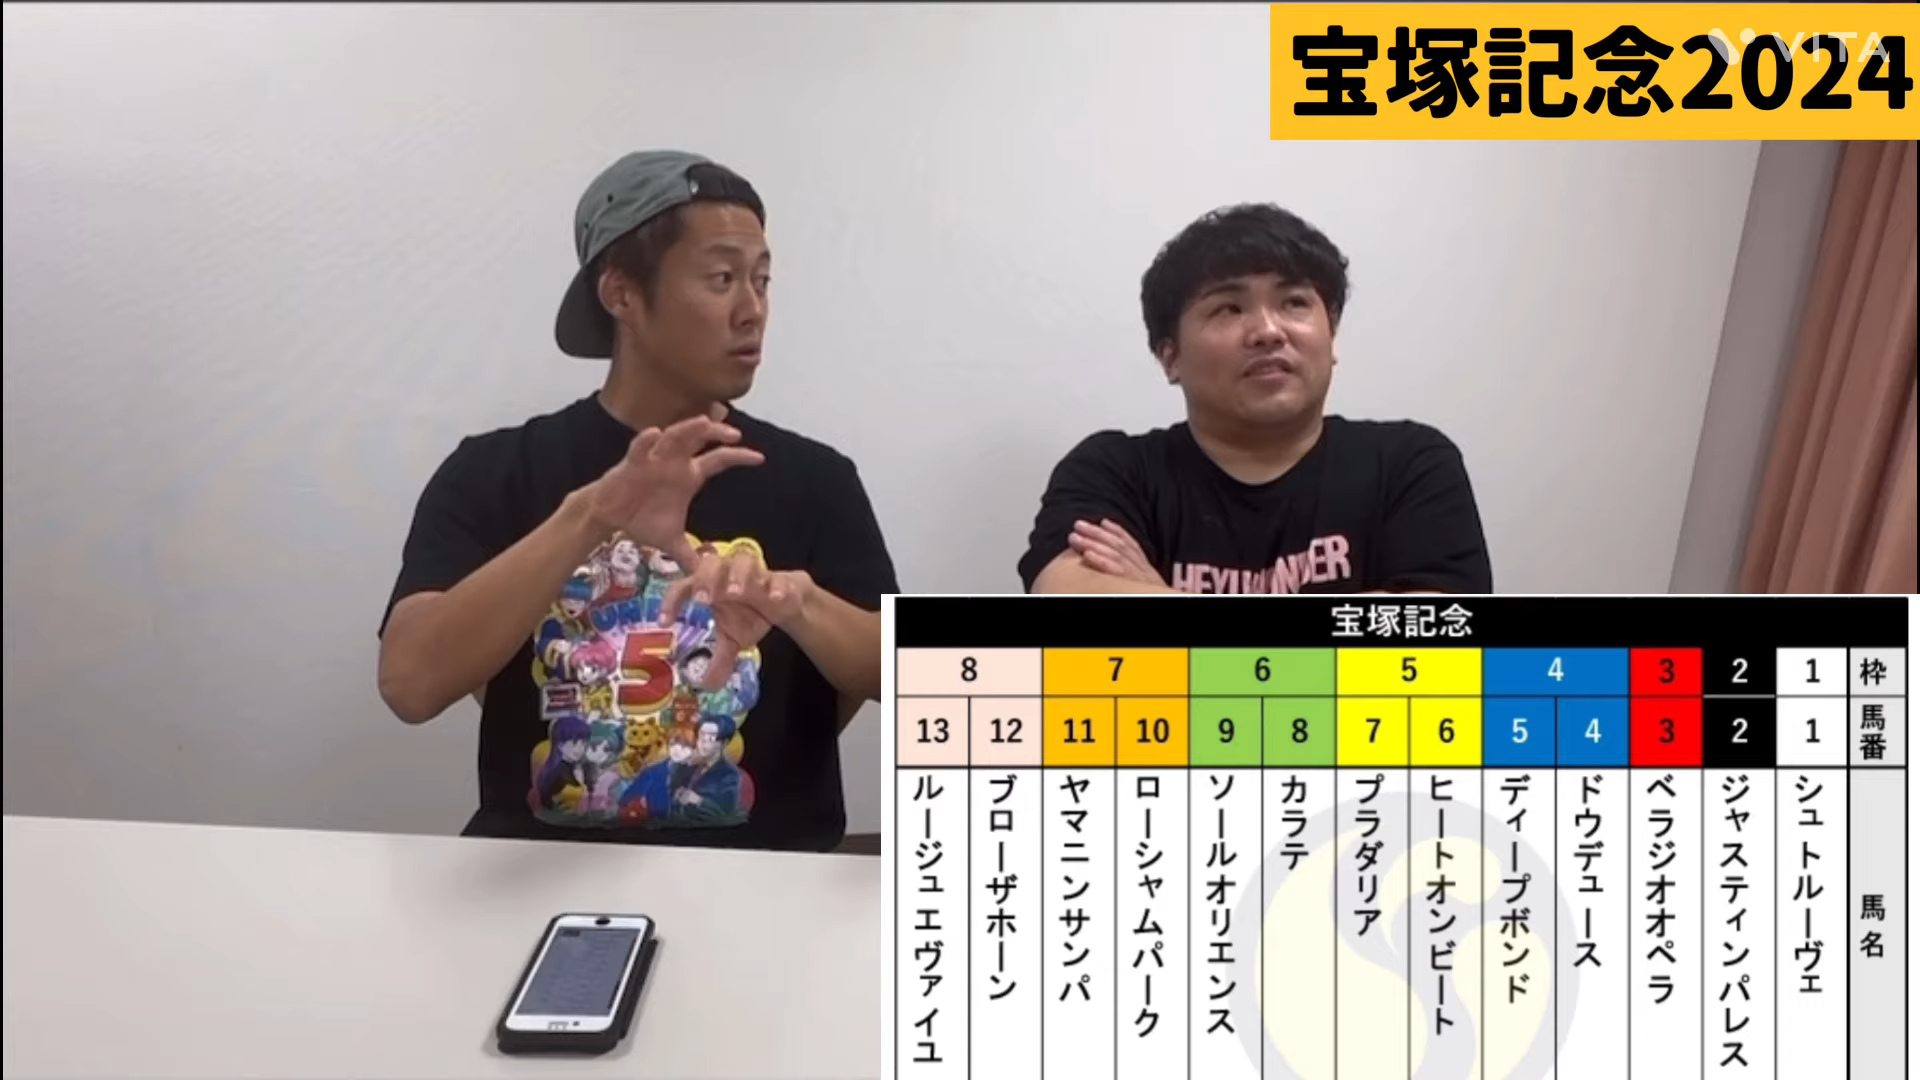 宝塚記念2024
VITA
HEY
5
宝塚記念
8 7 6 5 4 3 2 1 枠
13 12 11 10 9 8 7 6 5 4 3 2 1 馬番
ルージュエヴァイユ
ブローザホーン
ヤマニンサンパ
ローシャムパーク
ソールオリエンス
カラテ
プラダリア
ヒートオンビート
ディープボンド
ドウデュース
ベラジオオペラ
ジャスティンパレス
シュトルーヴェ
馬名